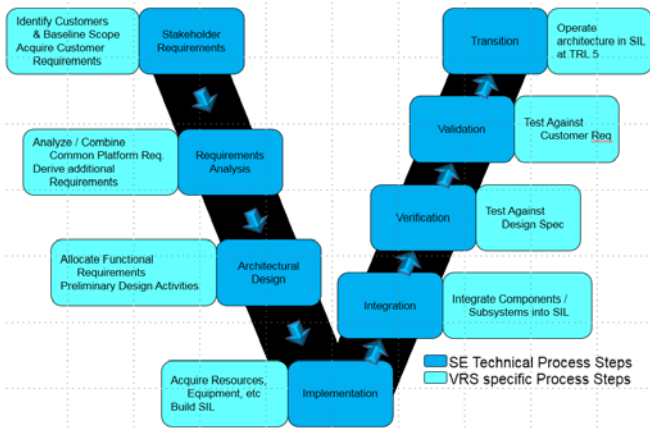 Identify Customers
& Baseline Scope
Acquire Customer
Requirements
Stakeholder
Requirements
Transition
Operate
architecture in SIL
at TRL 5
Analyze / Combine
Common Platform Req.
Derive additional
Requirements
Requirements
Analysis
Validation
Test Against
Customer Req
Allocate Functional
Requirements
Preliminary Design Activities
Architectural
Design
Verification
Test Against
Design Spec
Integration
Integrate Components /
Subsystems into SIL
Acquire Resources,
Equipment, etc
Build SIL
Implementation
SE Technical Process Steps
VRS specific Process Steps